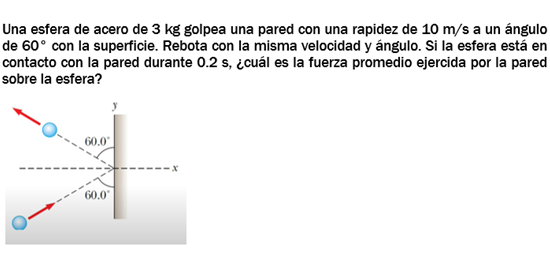 Una esfera de acero de 3 kg golpea una pared con una rapidez de 10 m/s a un ángulo
de 60° con la superficie. Rebota con la misma velocidad y ángulo. Si la esfera está en
contacto con la pared durante 0.2 s, ¿cuál es la fuerza promedio ejercida por la pared
sobre la esfera?
y
60.0°
x
60.0°